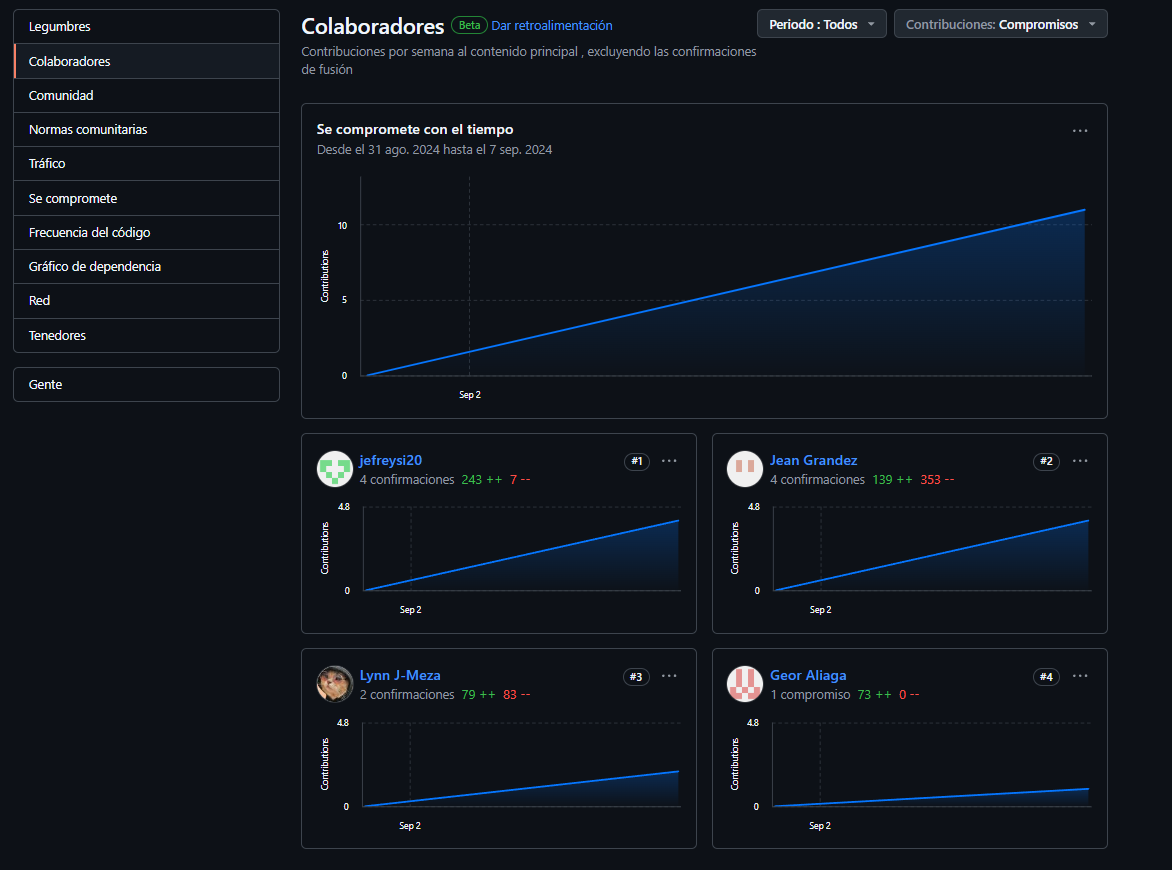 Legumbres
Colaboradores
Comunidad
Normas comunitarias
Tráfico
Se compromete
Frecuencia del código
Gráfico de dependencia
Red
Tenedores
Gente
Colaboradores Beta Dar retroalimentación
Periodo : Todos
Contribuciones: Compromisos
Contribuciones por semana al contenido principal , excluyendo las confirmaciones
de fusión
Se compromete con el tiempo
Desde el 31 ago. 2024 hasta el 7 sep. 2024
Contributions
10
5
0
Sep 2
jefreysi20
#1
4 confirmaciones 243 ++ 7 --
Contributions
4.8
0
Sep 2
Jean Grandez
#2
4 confirmaciones 139 ++ 353 --
Contributions
4.8
0
Sep 2
Lynn J-Meza
#3
2 confirmaciones 79 ++ 83 --
Contributions
4.8
0
Sep 2
Geor Aliaga
#4
1 compromiso 73 ++ 0 --
Contributions
4.8
0
Sep 2